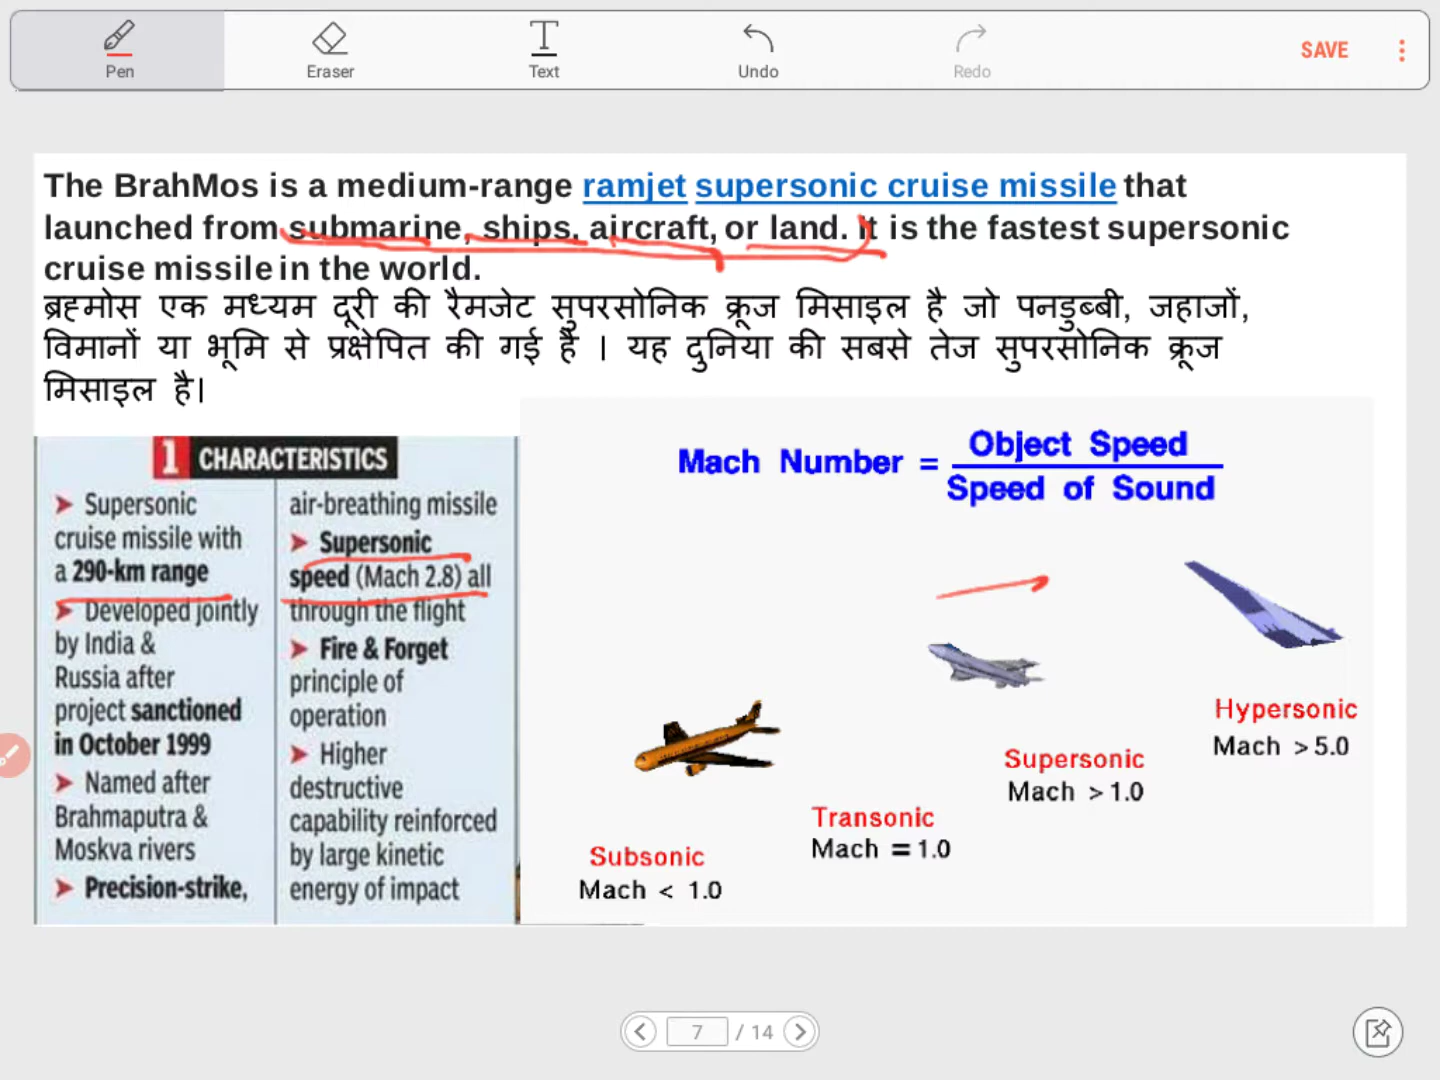 Pen
Eraser
Text
Undo
Redo
SAVE
The BrahMos is a medium-range ramjet supersonic cruise missile that
launched from submarine, ships, aircraft, or land. It is the fastest supersonic
cruise missile in the world.
ब्रह्मोस एक मध्यम दूरी की रैमजेट सुपरसोनिक क्रूज मिसाइल है जो पनडुब्बी, जहाजों,
विमानों या भूमि से प्रक्षेपित की गई है । यह दुनिया की सबसे तेज सुपरसोनिक क्रूज
मिसाइल है।
1 CHARACTERISTICS
➤ Supersonic
cruise missile with
a 290-km range
➤ Developed jointly
by India &
Russia after
project sanctioned
in October 1999
➤ Named after
Brahmaputra &
Moskva rivers
➤ Precision-strike,
air-breathing missile
➤ Supersonic
speed (Mach 2.8) all
through the flight
➤ Fire & Forget
principle of
operation
➤ Higher
destructive
capability reinforced
by large kinetic
energy of impact
Mach Number = Object Speed
Speed of Sound
Subsonic
Mach < 1.0
Transonic
Mach = 1.0
Supersonic
Mach > 1.0
Hypersonic
Mach > 5.0
7 / 14